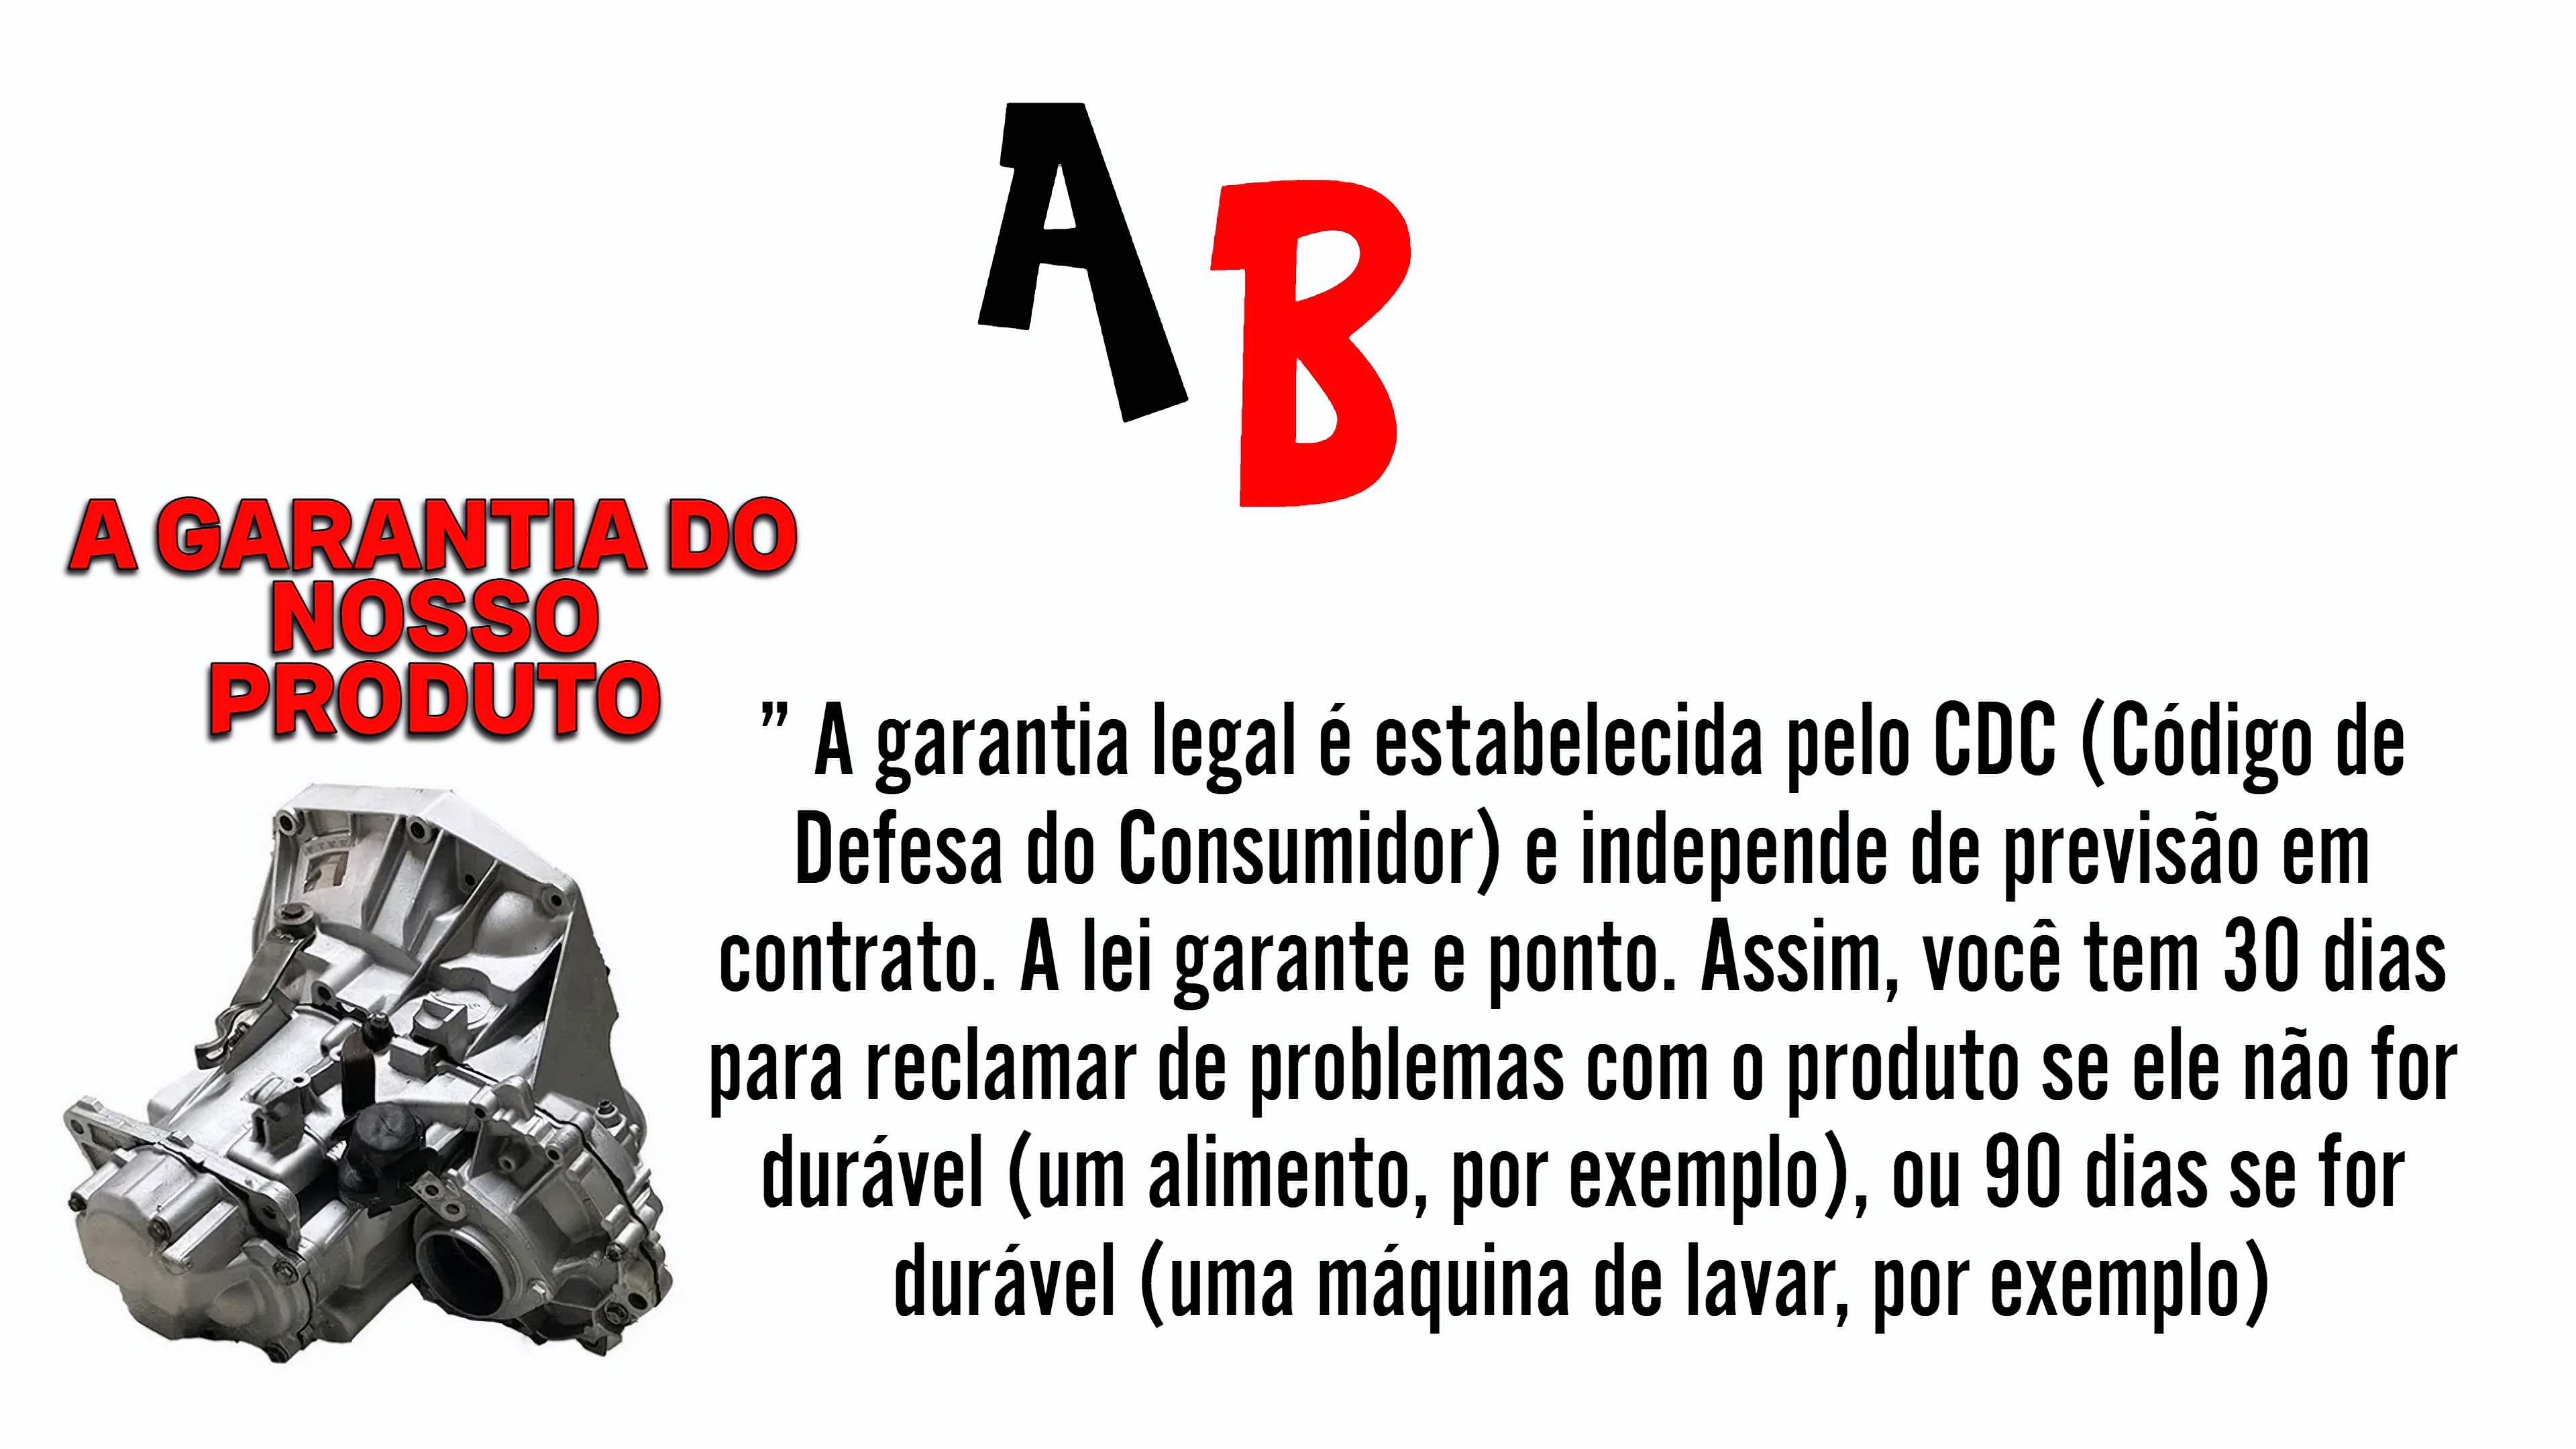 A B
A GARANTIA DO
NOSSO
PRODUTO
” A garantia legal é estabelecida pelo CDC (Código de
Defesa do Consumidor) e independe de previsão em
contrato. A lei garante e ponto. Assim, você tem 30 dias
para reclamar de problemas com o produto se ele não for
durável (um alimento, por exemplo), ou 90 dias se for
durável (uma máquina de lavar, por exemplo)